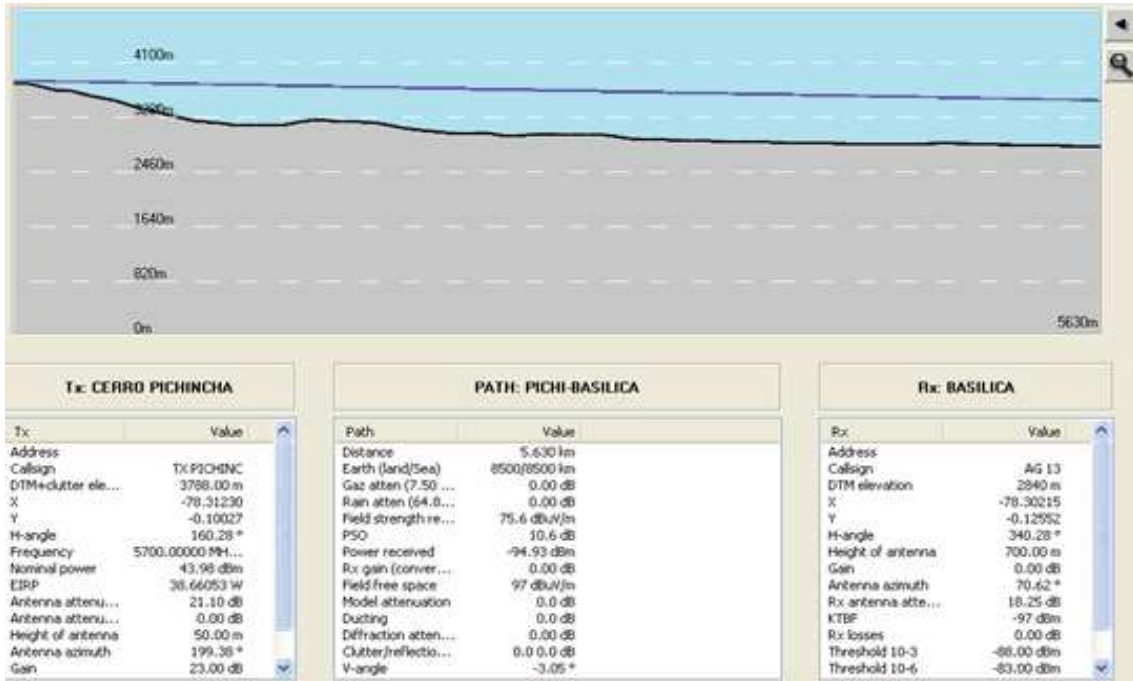 4100m
3280m
2460m
1640m
820m
0m
5630m
Tx: CERRO PICHINCHA
PATH: PICHI-BASILICA
Rx: BASILICA
Tx Value
Address
Callsign TX PICHINC
DTM+clutter ele... 3788.00 m
X -78.31230
Y -0.10027
H-angle 160.28 °
Frequency 5700.00000 MH...
Nominal power 43.98 dBm
EIRP 38.66053 W
Antenna attenu... 21.10 dB
Antenna attenu... 0.00 dB
Height of antenna 50.00 m
Antenna azimuth 199.38 °
Gain 23.00 dB
Path Value
Distance 5.630 km
Earth (land/Sea) 8500/8500 km
Gaz atten (7.50 ... 0.00 dB
Rain atten (64.8... 0.00 dB
Field strength re... 75.6 dBuV/m
PSO 10.6 dB
Power received -94.93 dBm
Rx gain (conver... 0.00 dB
Field free space 97 dBuV/m
Model attenuation 0.0 dB
Ducting 0.0 dB
Diffraction atten... 0.00 dB
Clutter/reflectio... 0.0 0.0 dB
V-angle -3.05 °
Rx Value
Address
Callsign AG 13
DTM elevation 2840 m
X -78.30215
Y -0.12552
H-angle 340.28 °
Height of antenna 700.00 m
Gain 0.00 dB
Antenna azimuth 70.62 °
Rx antenna atte... 18.25 dB
KTBF -97 dBm
Rx losses 0.00 dB
Threshold 10-3 -88.00 dBm
Threshold 10-6 -83.00 dBm